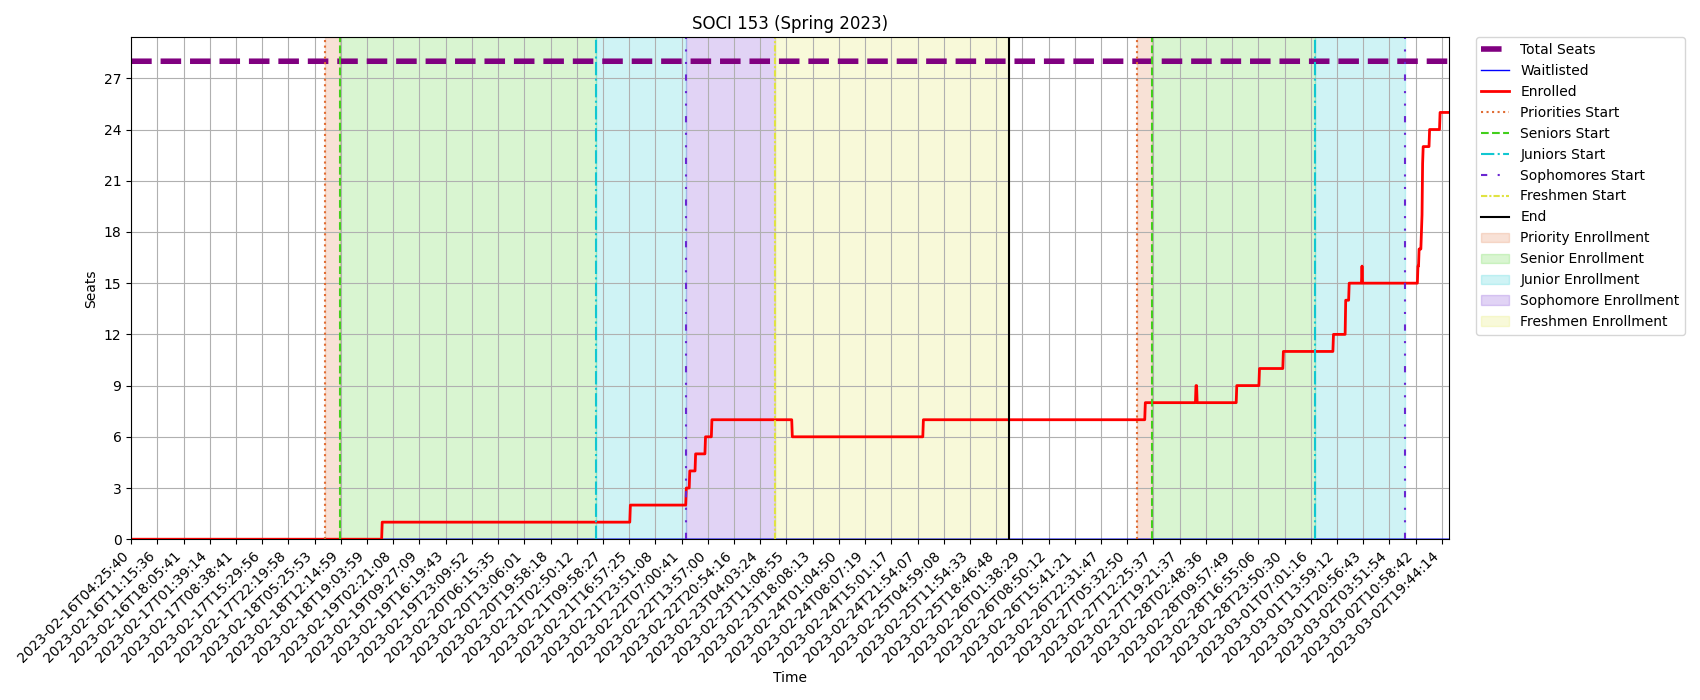 SOCI 153 (Spring 2023)
Seats
27
24
21
18
15
12
9
6
3
0
2023-02-16T04:25:40
2023-02-16T11:15:36
2023-02-16T18:05:41
2023-02-17T01:39:14
2023-02-17T08:38:41
2023-02-17T15:29:56
2023-02-17T22:19:58
2023-02-18T05:25:53
2023-02-18T12:14:59
2023-02-18T19:03:59
2023-02-19T02:21:08
2023-02-19T09:27:09
2023-02-19T16:19:43
2023-02-19T23:09:52
2023-02-20T06:15:35
2023-02-20T13:06:01
2023-02-20T19:58:18
2023-02-21T02:50:12
2023-02-21T09:58:27
2023-02-21T16:57:25
2023-02-21T23:51:08
2023-02-22T07:00:41
2023-02-22T13:57:00
2023-02-22T20:54:16
2023-02-23T04:03:24
2023-02-23T11:08:55
2023-02-23T18:08:13
2023-02-24T01:04:50
2023-02-24T08:07:19
2023-02-24T15:01:17
2023-02-24T21:54:07
2023-02-25T04:59:08
2023-02-25T11:54:33
2023-02-25T18:46:48
2023-02-26T01:38:29
2023-02-26T08:50:12
2023-02-26T15:41:21
2023-02-26T22:31:47
2023-02-27T05:32:50
2023-02-27T12:25:37
2023-02-27T19:21:37
2023-02-28T02:48:36
2023-02-28T09:57:49
2023-02-28T16:55:06
2023-02-28T23:50:30
2023-03-01T07:01:16
2023-03-01T13:59:12
2023-03-01T20:56:43
2023-03-02T03:51:54
2023-03-02T10:58:42
2023-03-02T19:44:14
Time
Total Seats
Waitlisted
Enrolled
Priorities Start
Seniors Start
Juniors Start
Sophomores Start
Freshmen Start
End
Priority Enrollment
Senior Enrollment
Junior Enrollment
Sophomore Enrollment
Freshmen Enrollment